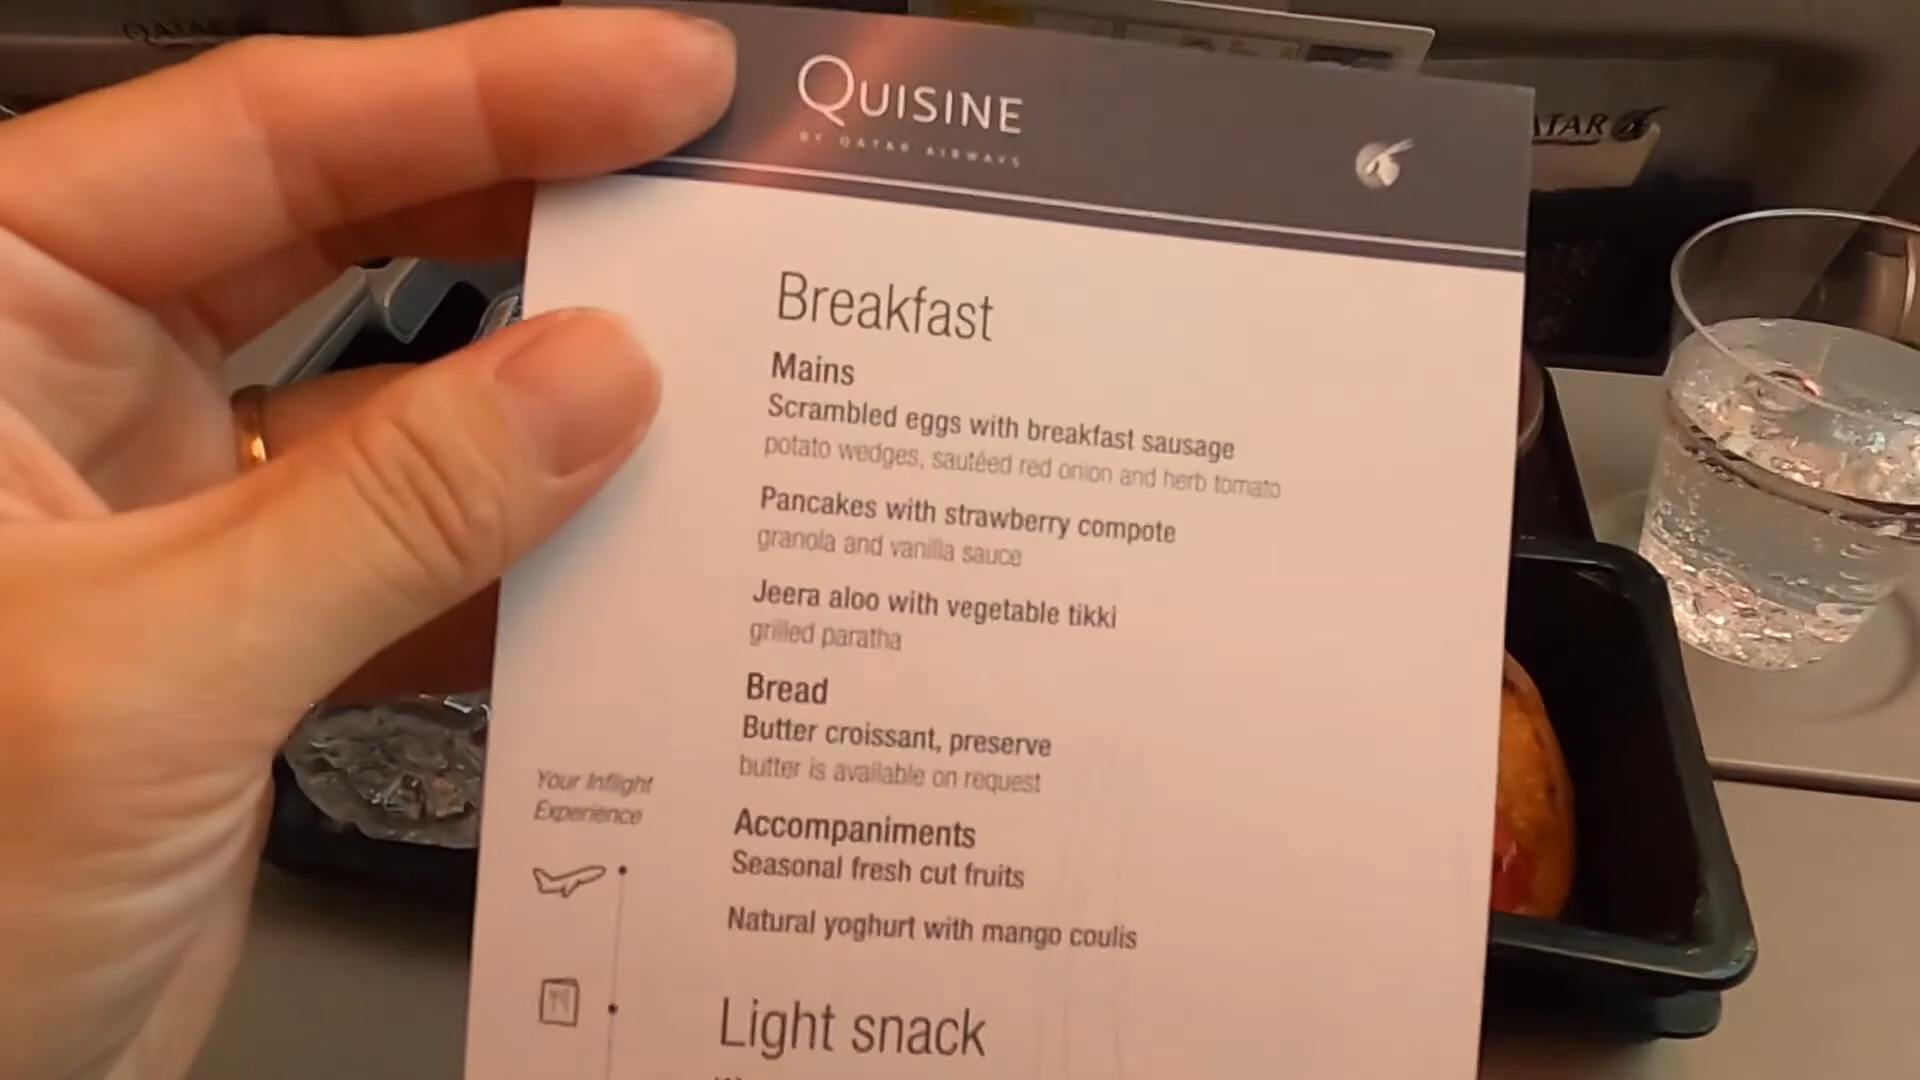 QATAR
QUISINE
BY QATAR AIRWAYS
ATAR
Breakfast
Mains
Scrambled eggs with breakfast sausage
potato wedges, sautéed red onion and herb tomato
Pancakes with strawberry compote
granola and vanilla sauce
Jeera aloo with vegetable tikki
grilled paratha
Bread
Butter croissant, preserve
butter is available on request
Accompaniments
Seasonal fresh cut fruits
Natural yoghurt with mango coulis
Your Inflight
Experience
Light snack